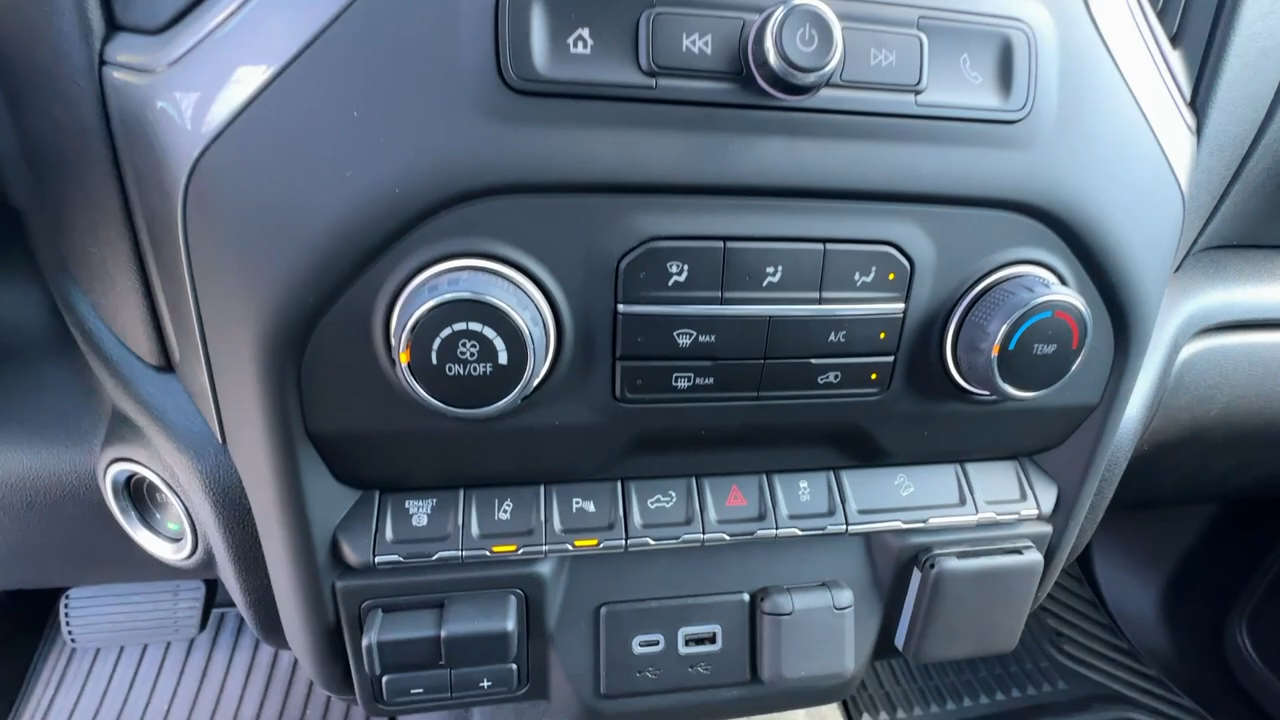 MAX
A/C
ON/OFF
TEMP
REAR
EXHAUST
BRAKE
P
OFF
- +